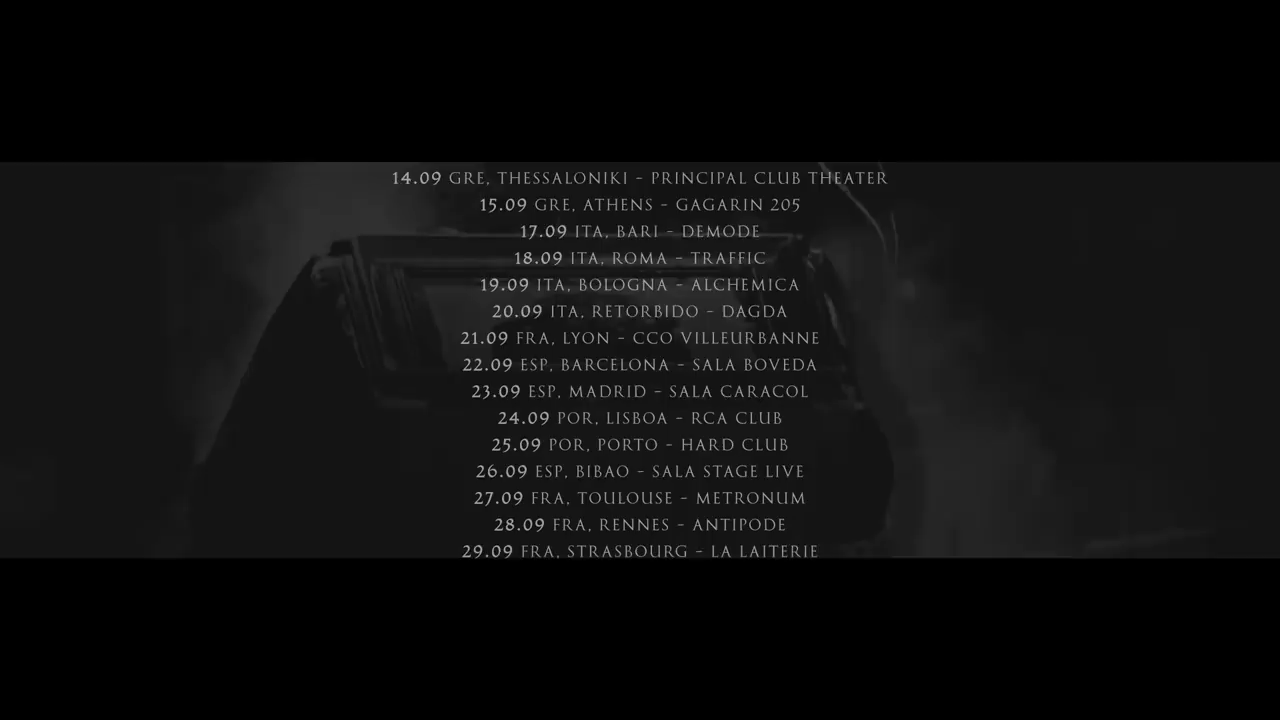 14.09 GRE, THESSALONIKI - PRINCIPAL CLUB THEATER
15.09 GRE, ATHENS - GAGARIN 205
17.09 ITA, BARI - DEMODE
18.09 ITA, ROMA - TRAFFIC
19.09 ITA, BOLOGNA - ALCHEMICA
20.09 ITA, RETORBIDO - DAGDA
21.09 FRA, LYON - CCO VILLEURBANNE
22.09 ESP, BARCELONA - SALA BOVEDA
23.09 ESP, MADRID - SALA CARACOL
24.09 POR, LISBOA - RCA CLUB
25.09 POR, PORTO - HARD CLUB
26.09 ESP, BIBAO - SALA STAGE LIVE
27.09 FRA, TOULOUSE - METRONUM
28.09 FRA, RENNES - ANTIPODE
29.09 FRA, STRASBOURG - LA LAITERIE